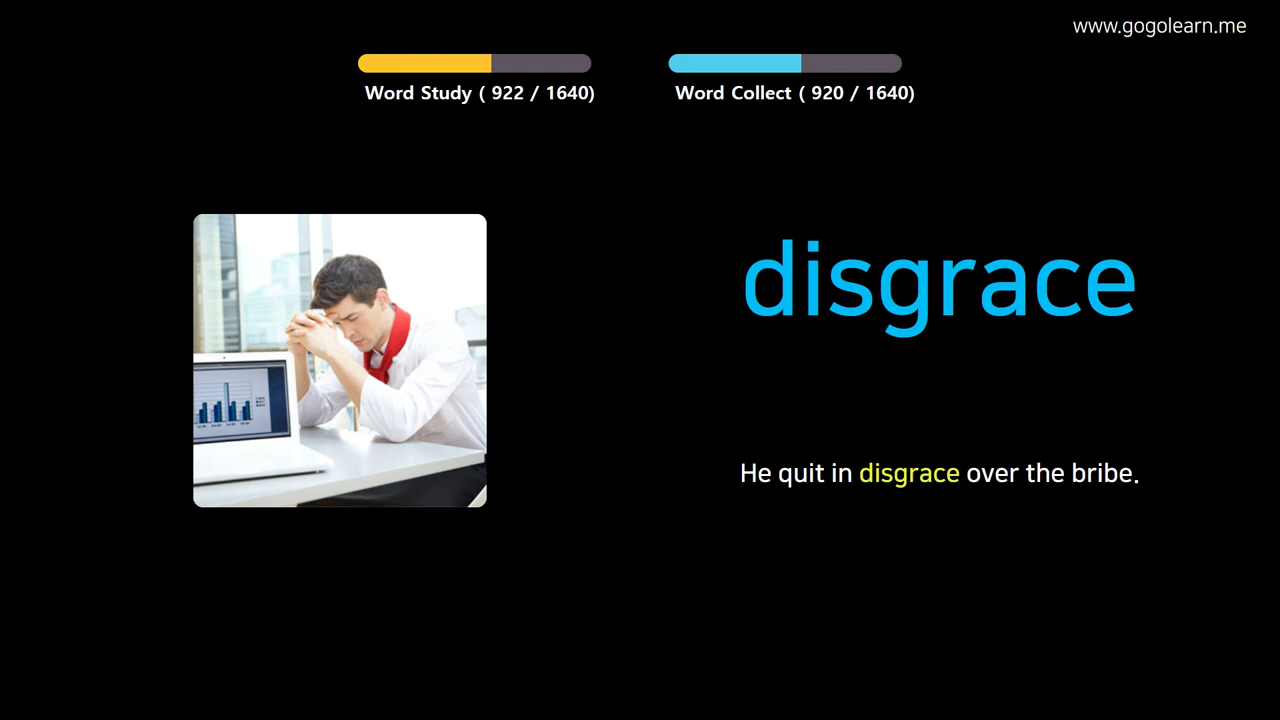 www.gogolearn.me
Word Study ( 922 / 1640)
Word Collect ( 920 / 1640)
disgrace
He quit in disgrace over the bribe.